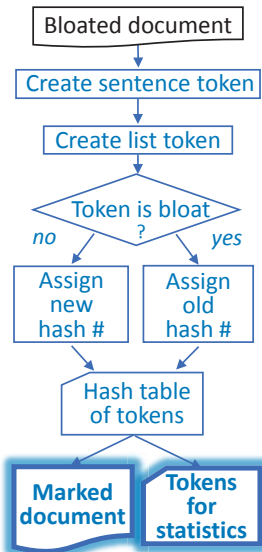 Bloated document
Create sentence token
Create list token
Token is bloat
?
no
yes
Assign
new
hash #
Assign
old
hash #
Hash table
of tokens
Marked
document
Tokens
for
statistics